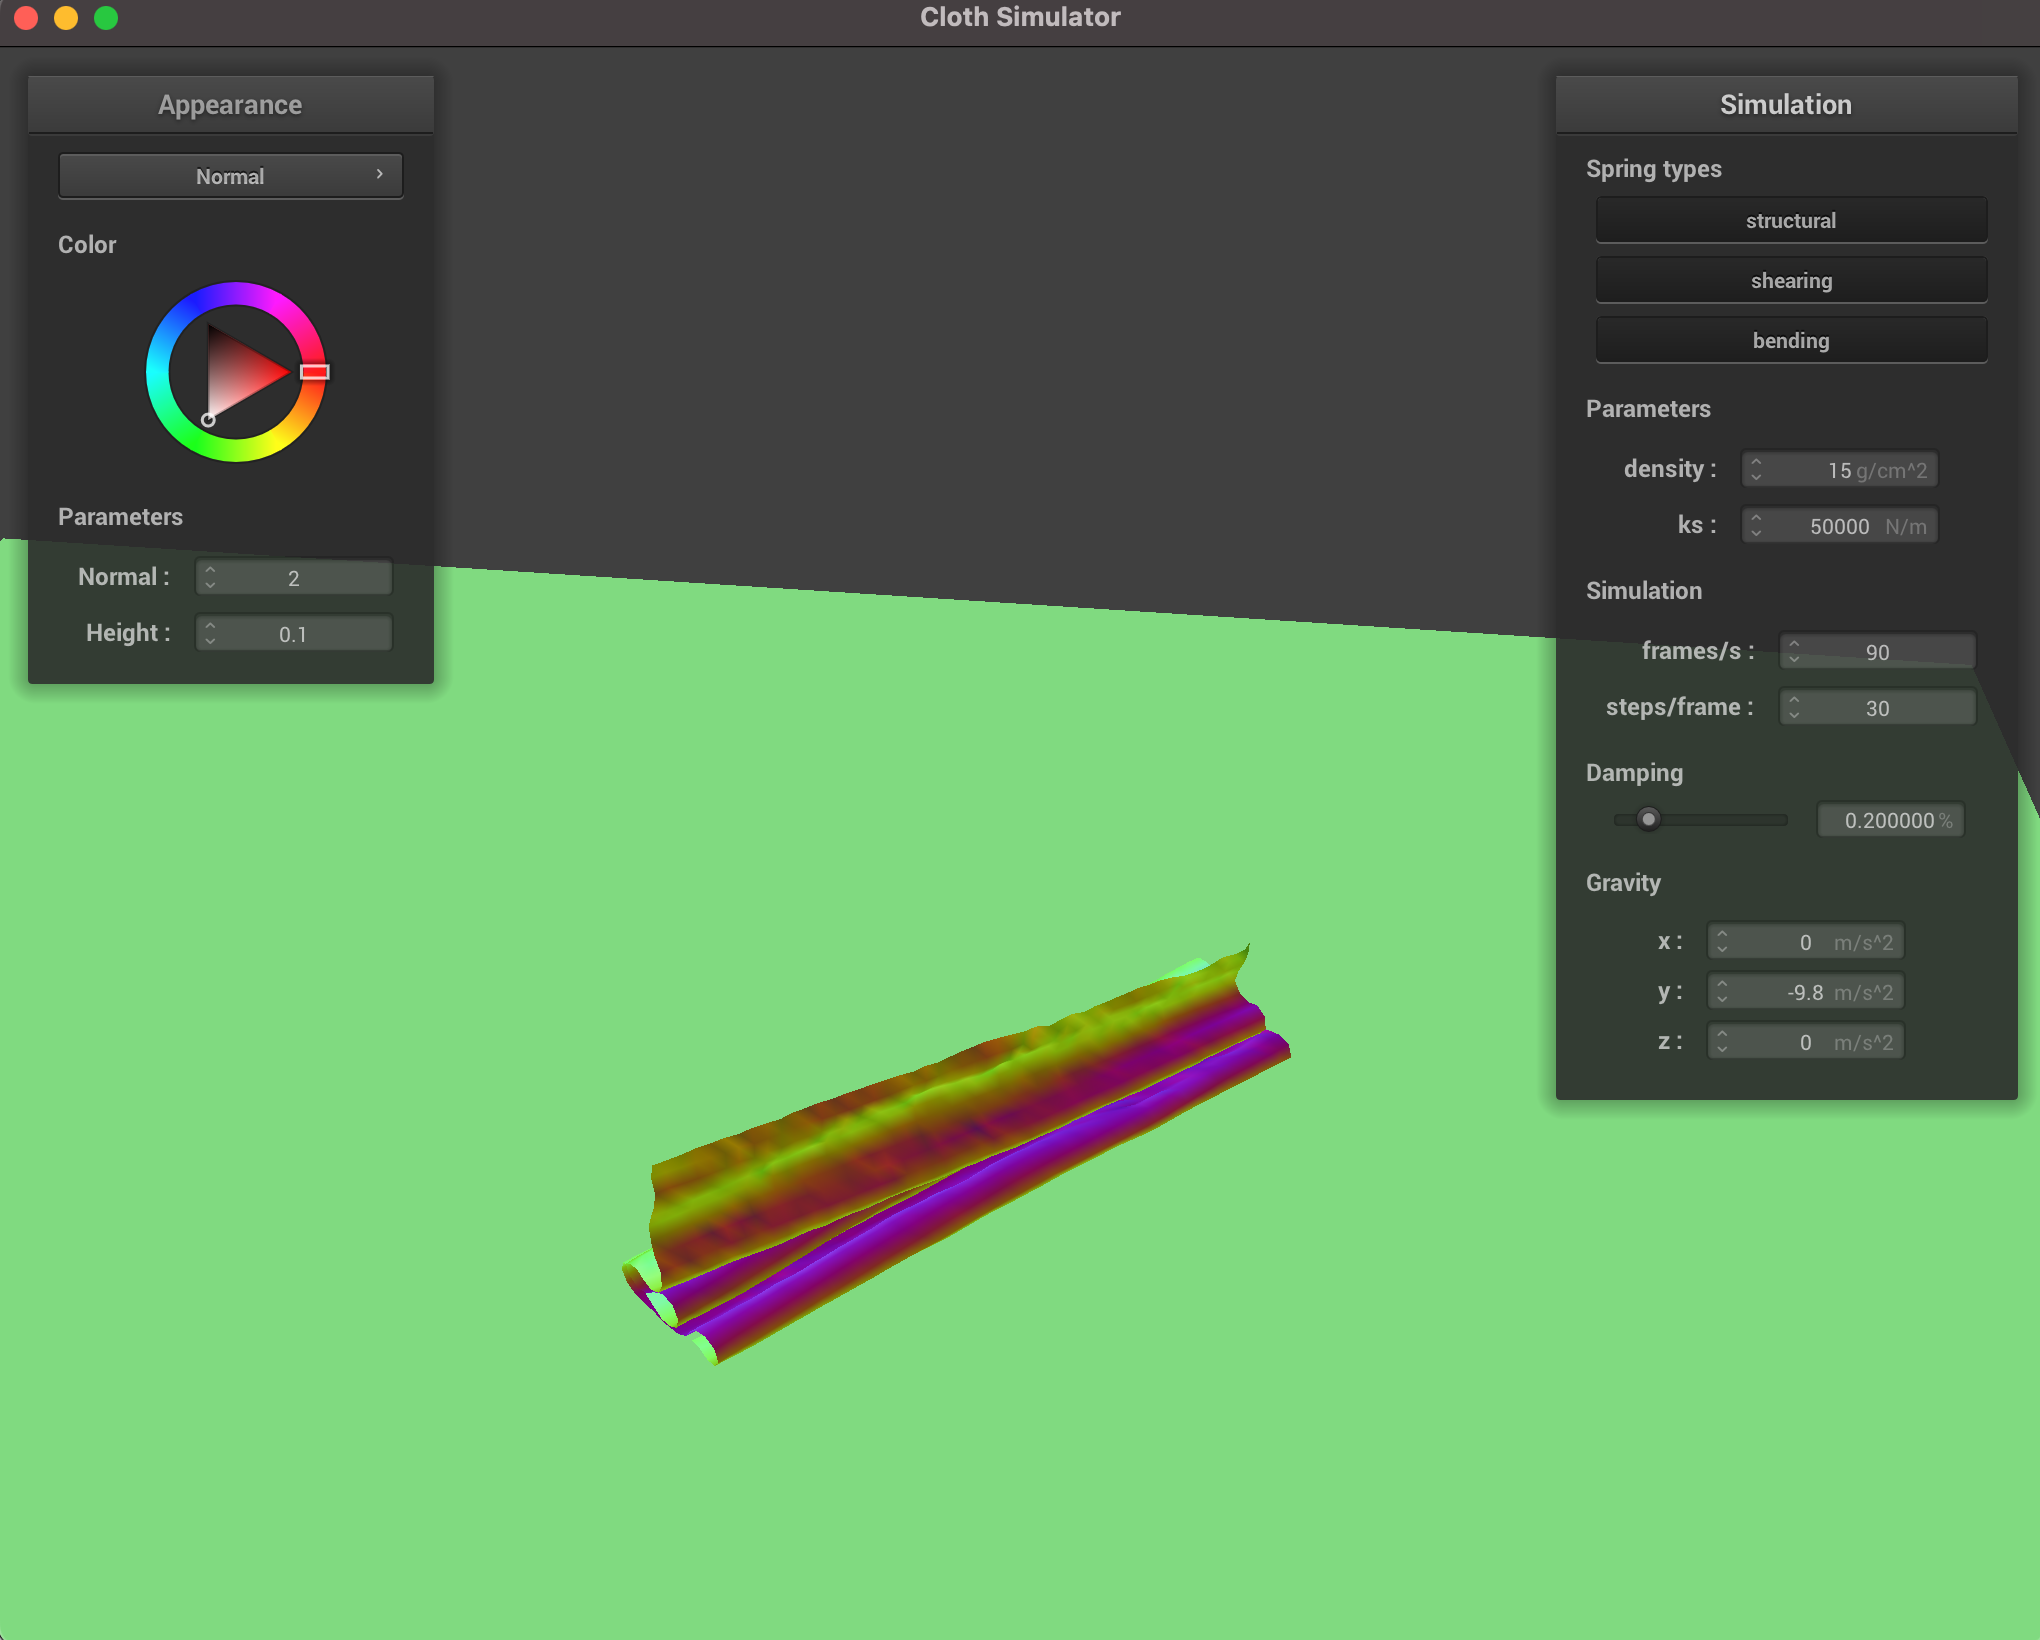 Cloth Simulator
Appearance
Normal
Color
Parameters
Normal : 2
Height : 0.1
Simulation
Spring types
structural
shearing
bending
Parameters
density : 15 g/cm^2
ks : 50000 N/m
Simulation
frames/s : 90
steps/frame : 30
Damping
0.200000 %
Gravity
x : 0 m/s^2
y : -9.8 m/s^2
z : 0 m/s^2